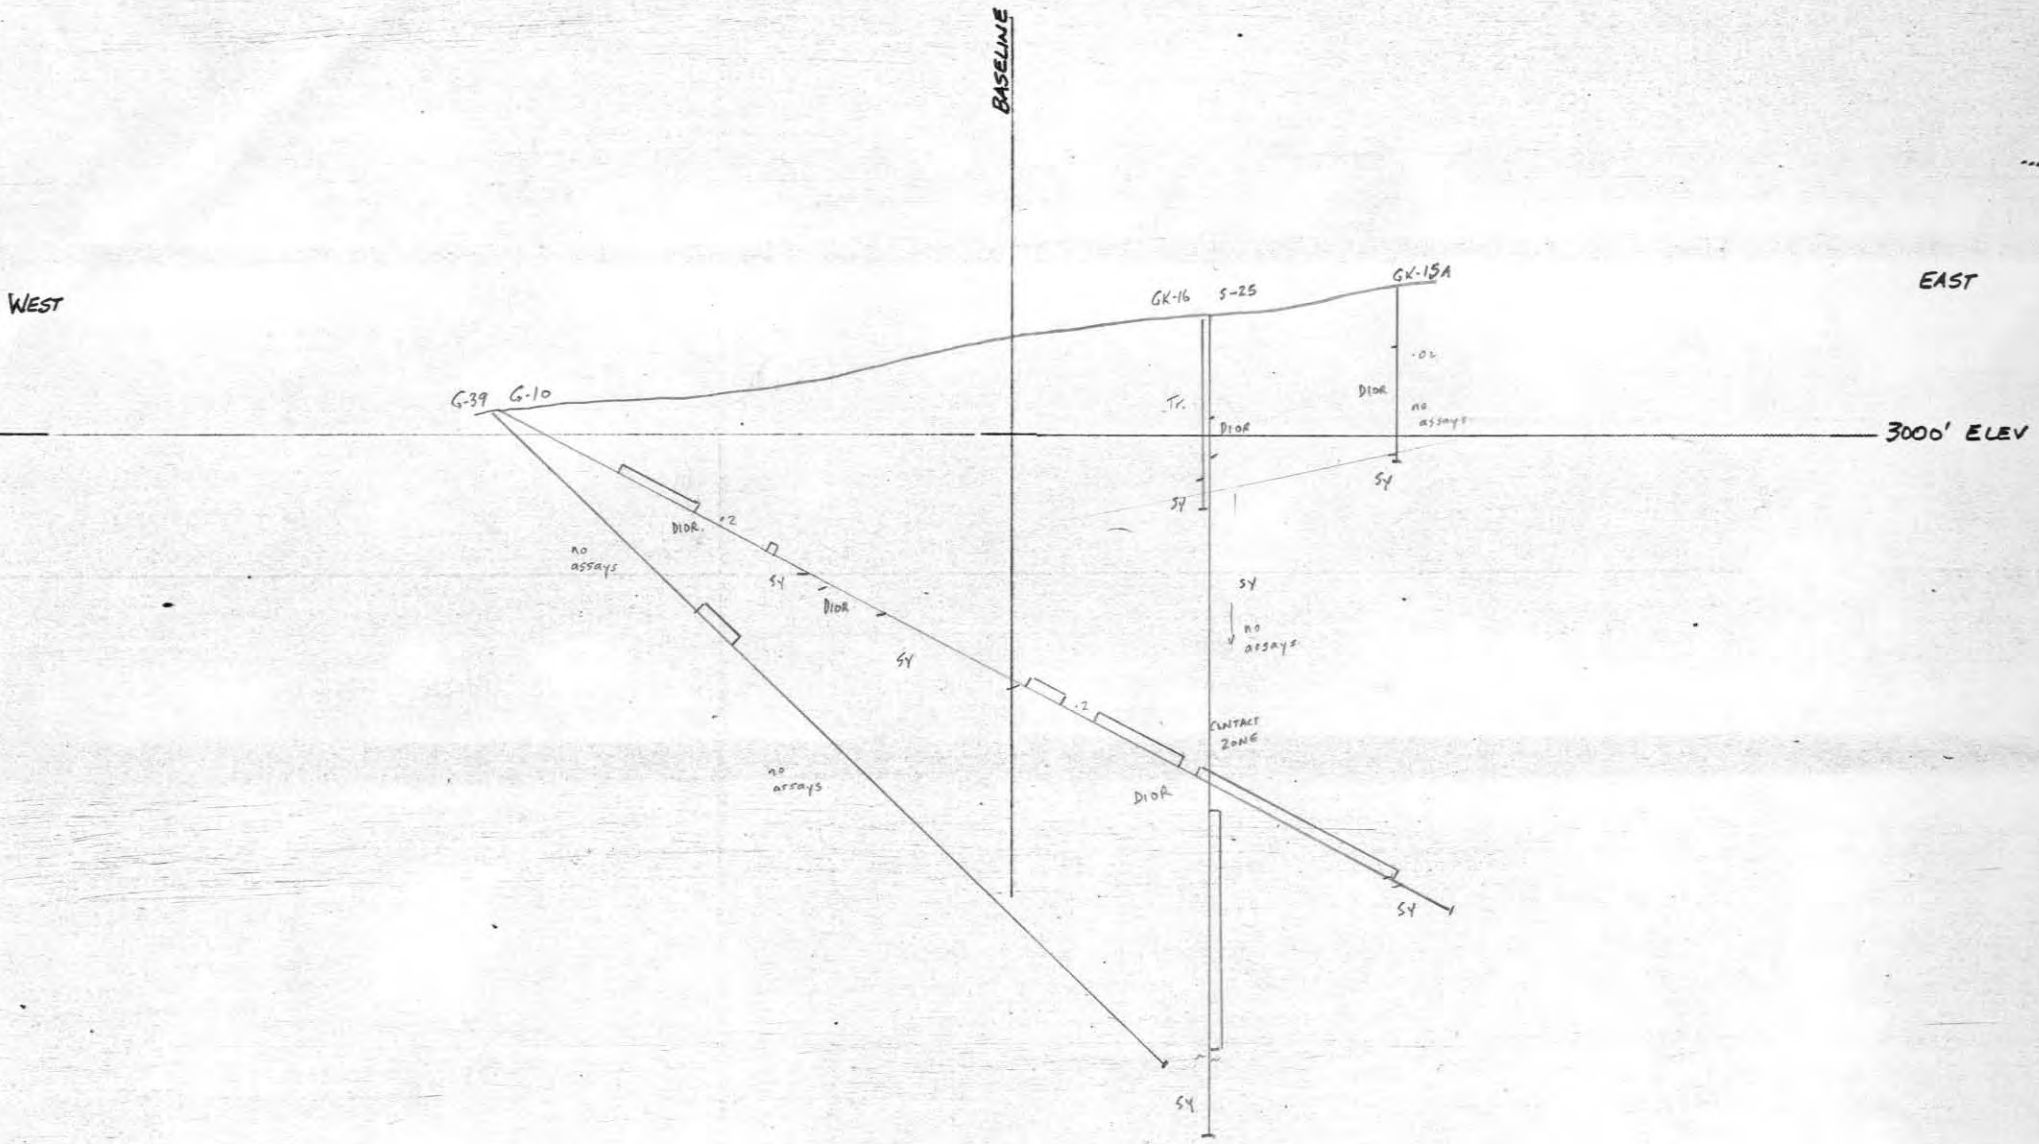 BASELINE
WEST
EAST
GK-15A
GK-16 S-25
.02
G-39 G-10
DIOR
Tr.
no
assays
DIOR
3000' ELEV
SY
SY
DIOR. .2
no
assays
SY
SY
DIOR
no
assays
SY
.2
CONTACT
ZONE
no
assays
DIOR
SY
SY